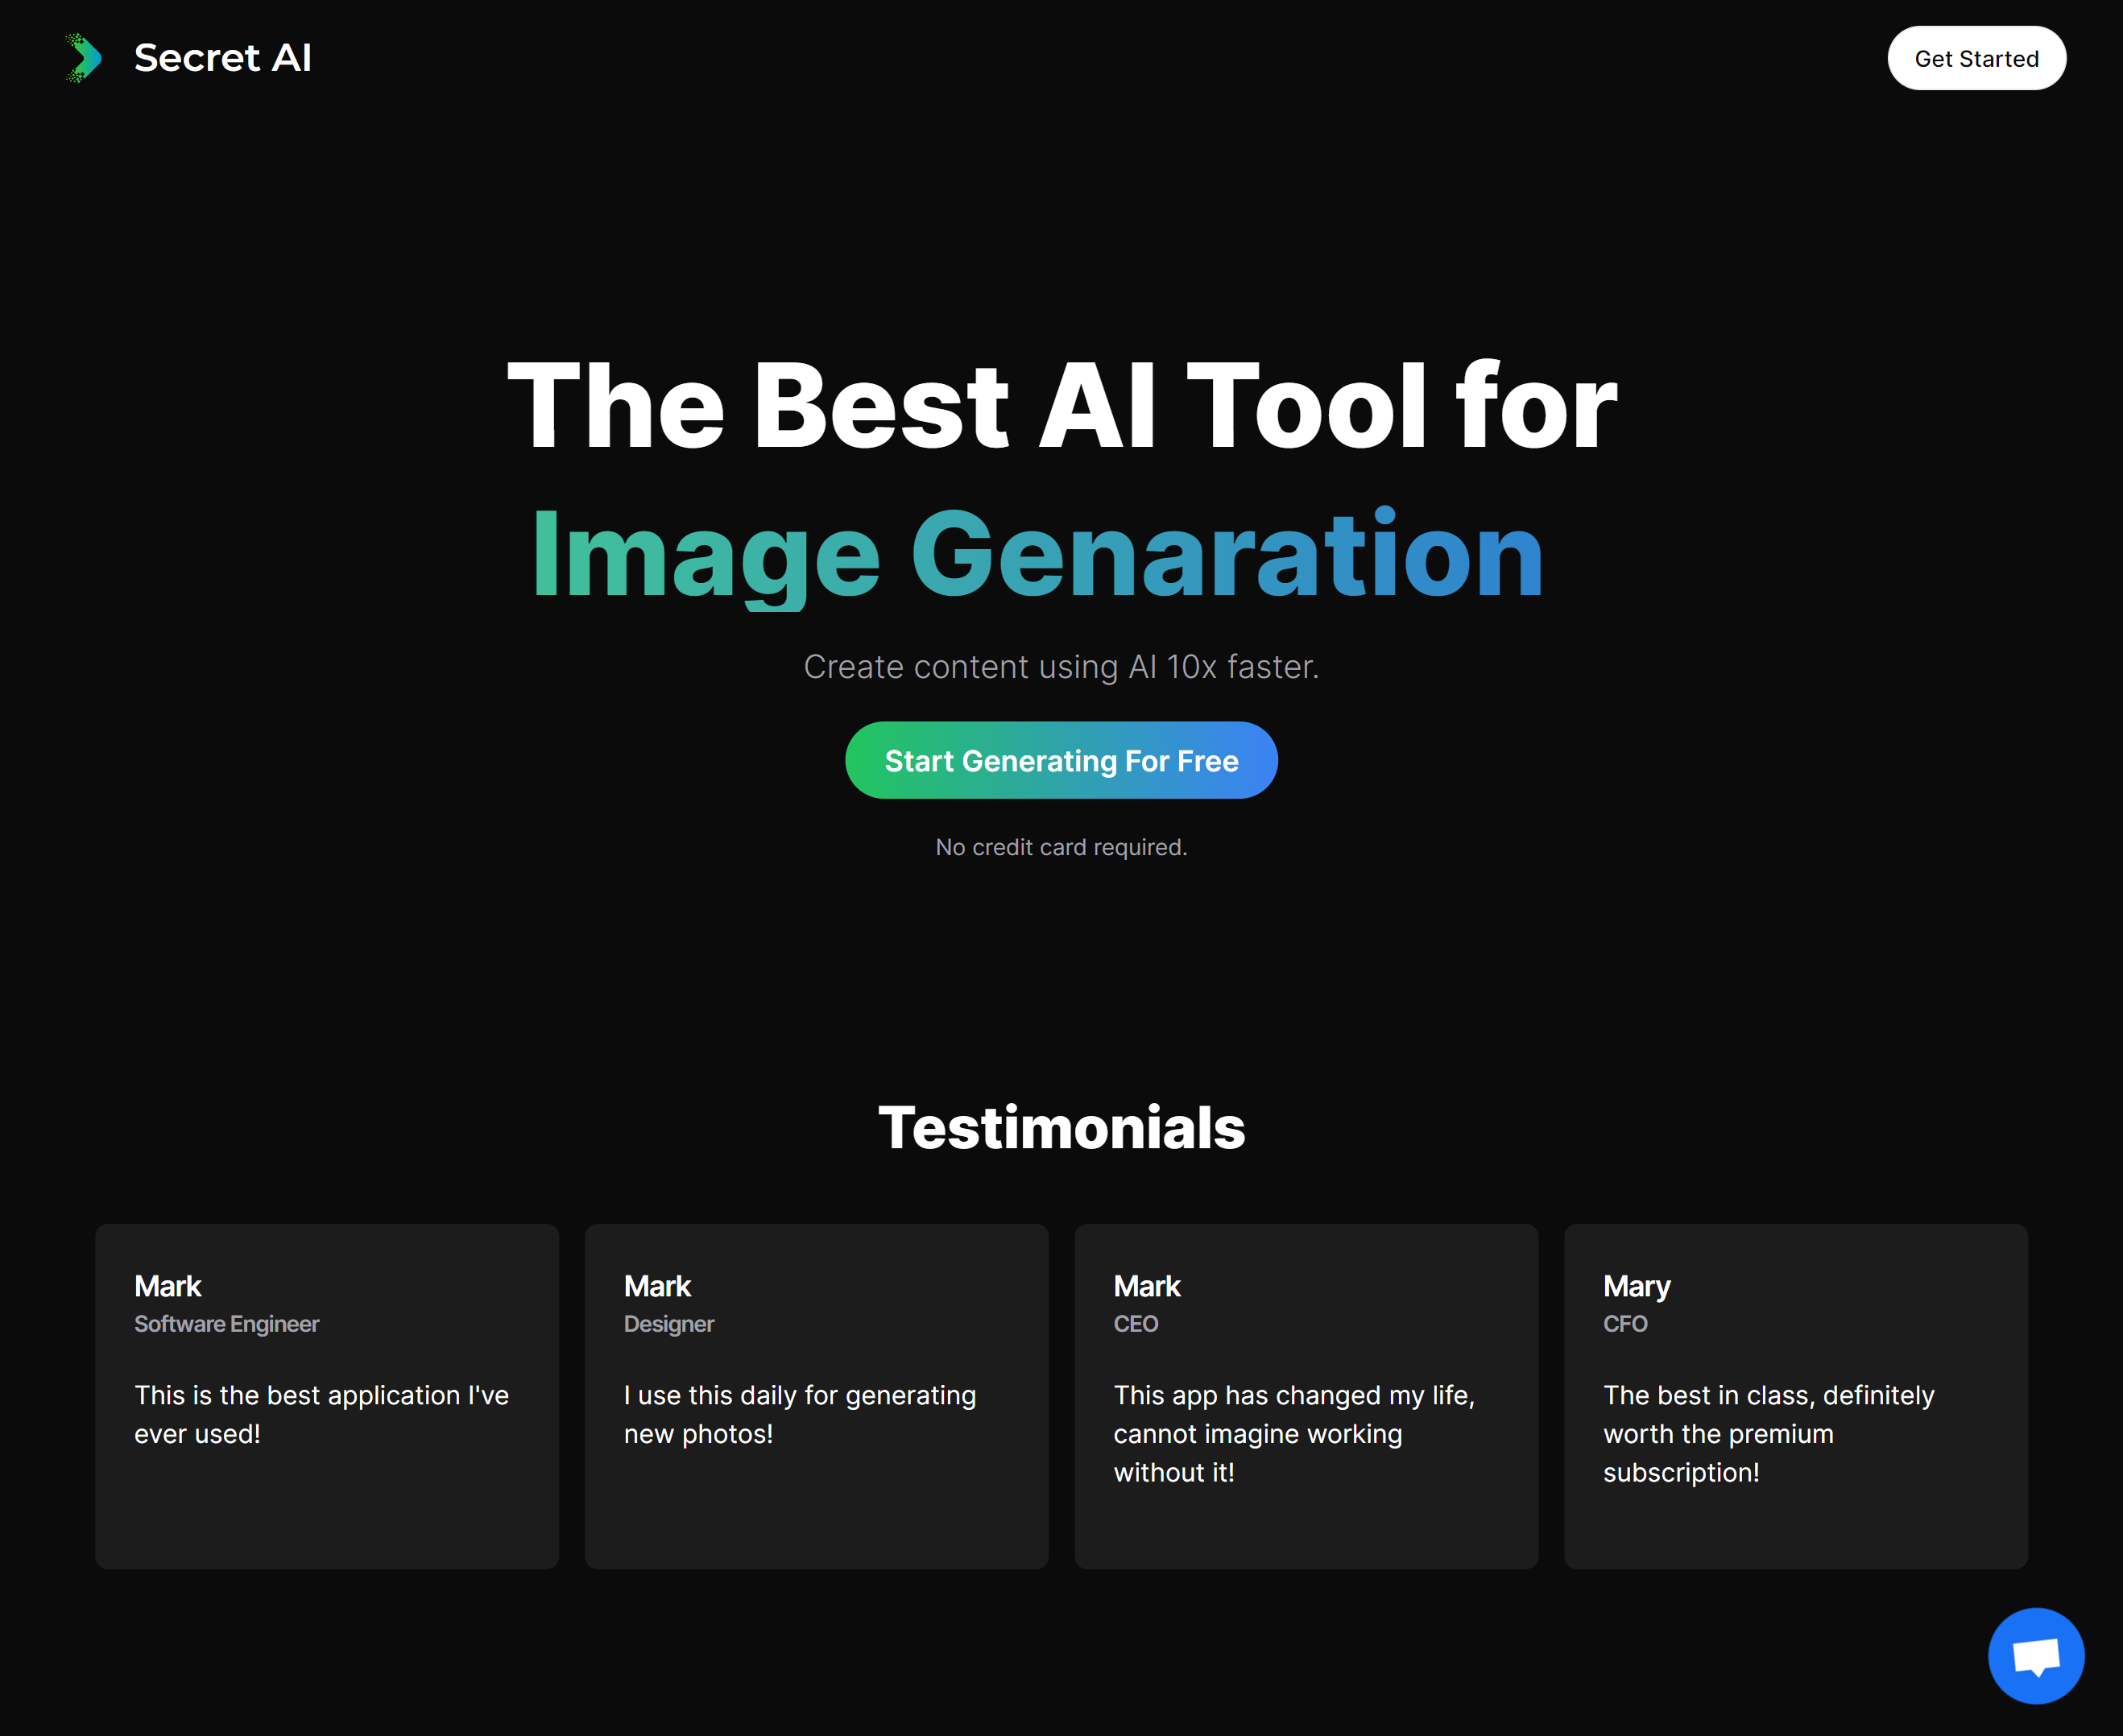 Secret AI
Get Started
The Best AI Tool for
Image Genaration
Create content using AI 10x faster.
Start Generating For Free
No credit card required.
Testimonials
Mark
Software Engineer
This is the best application I've
ever used!
Mark
Designer
I use this daily for generating
new photos!
Mark
CEO
This app has changed my life,
cannot imagine working
without it!
Mary
CFO
The best in class, definitely
worth the premium
subscription!